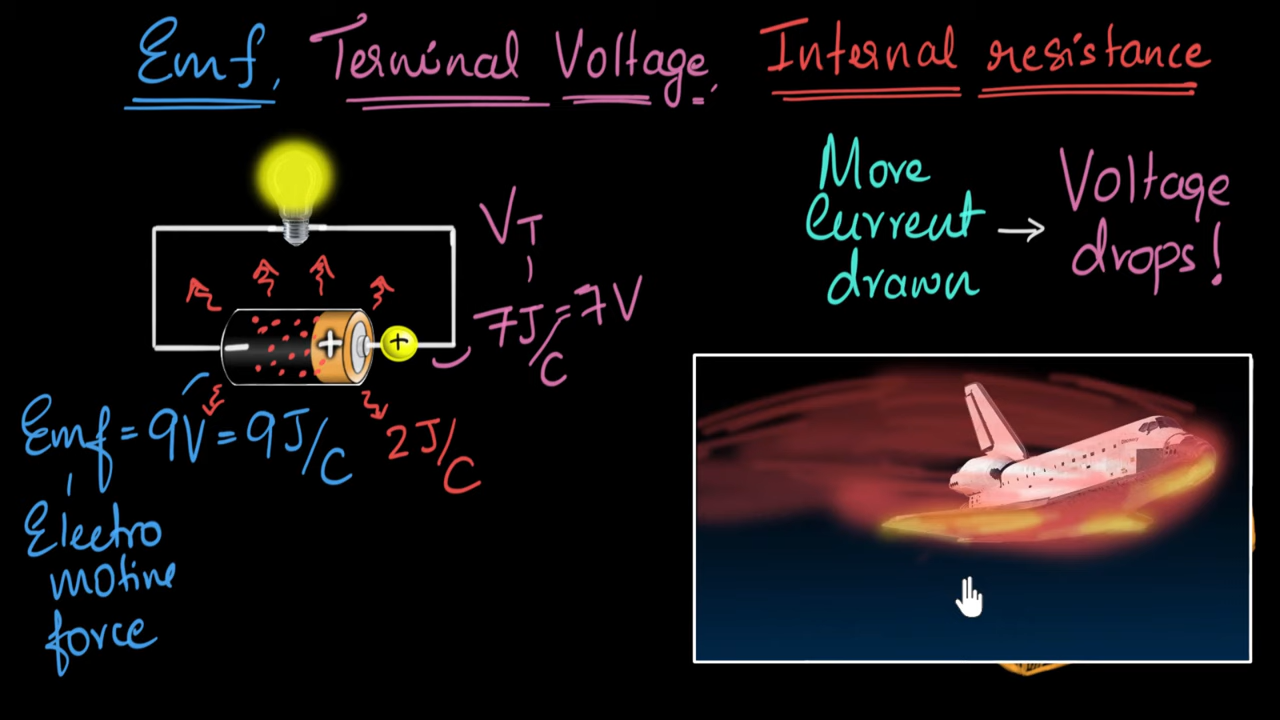 Emf, Terminal Voltage, Internal resistance
More current drawn → Voltage drops!
VT
7J/C = 7V
+
- +
Emf = 9V = 9J/C
2J/C
Electro
motive
force